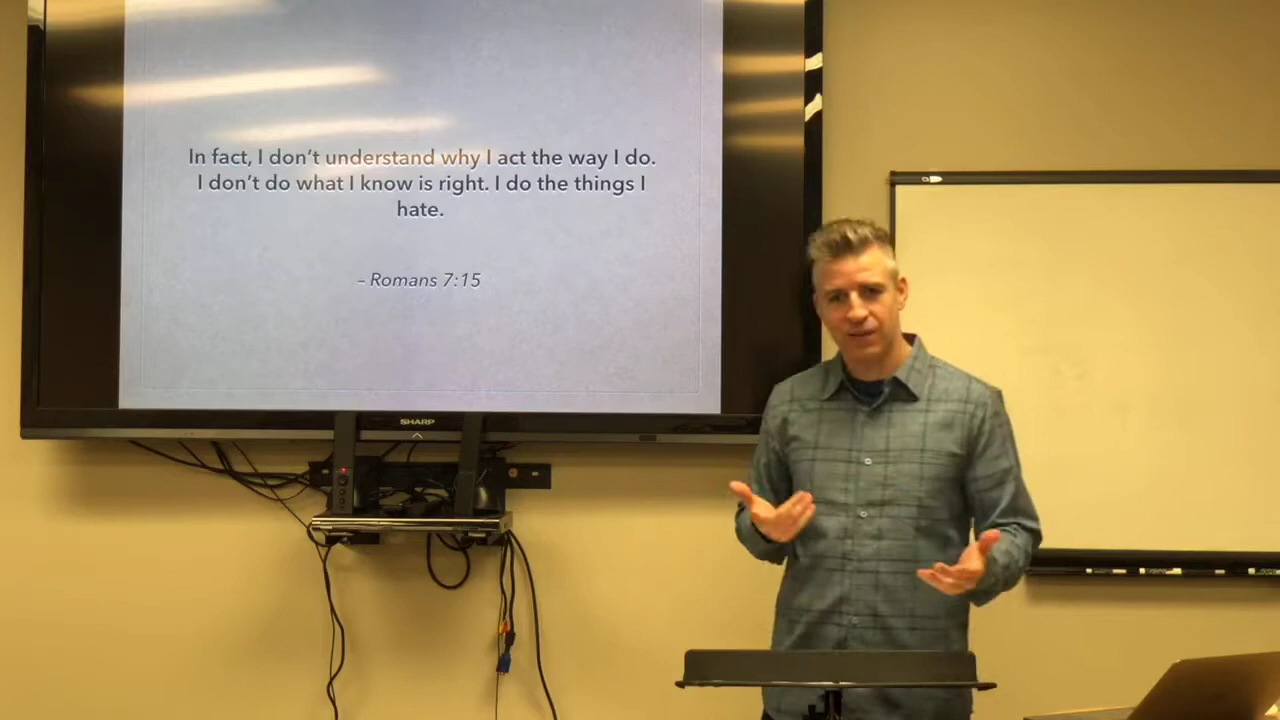 In fact, I don't understand why I act the way I do.
I don't do what I know is right. I do the things I
hate.
– Romans 7:15
SHARP